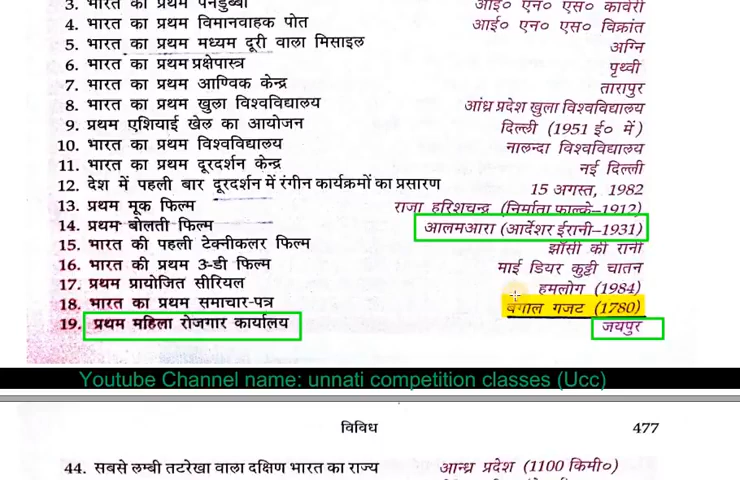 3. भारत की प्रथम पनडुब्बी आई० एन० एस० कावेरी
4. भारत का प्रथम विमानवाहक पोत आई० एन० एस० विक्रांत
5. भारत का प्रथम मध्यम दूरी वाला मिसाइल अग्नि
6. भारत का प्रथम प्रक्षेपास्त्र पृथ्वी
7. भारत का प्रथम आण्विक केन्द्र तारापुर
8. भारत का प्रथम खुला विश्वविद्यालय आंध्र प्रदेश खुला विश्वविद्यालय
9. प्रथम एशियाई खेल का आयोजन दिल्ली (1951 ई० में)
10. भारत का प्रथम विश्वविद्यालय नालन्दा विश्वविद्यालय
11. भारत का प्रथम दूरदर्शन केन्द्र नई दिल्ली
12. देश में पहली बार दूरदर्शन में रंगीन कार्यक्रमों का प्रसारण 15 अगस्त, 1982
13. प्रथम मूक फिल्म राजा हरिशचन्द्र (निर्माता फाल्के–1912)
14. प्रथम बोलती फिल्म आलमआरा (आर्देशर ईरानी–1931)
15. भारत की पहली टेक्नीकलर फिल्म झाँसी की रानी
16. भारत की प्रथम 3-डी फिल्म माई डियर कुट्टी चातन
17. प्रथम प्रायोजित सीरियल हमलोग (1984)
18. भारत का प्रथम समाचार-पत्र बंगाल गजट (1780)
19. प्रथम महिला रोजगार कार्यालय जयपुर
Youtube Channel name: unnati competition classes (Ucc)
विविध 477
44. सबसे लम्बी तटरेखा वाला दक्षिण भारत का राज्य आन्ध्र प्रदेश (1100 किमी०)